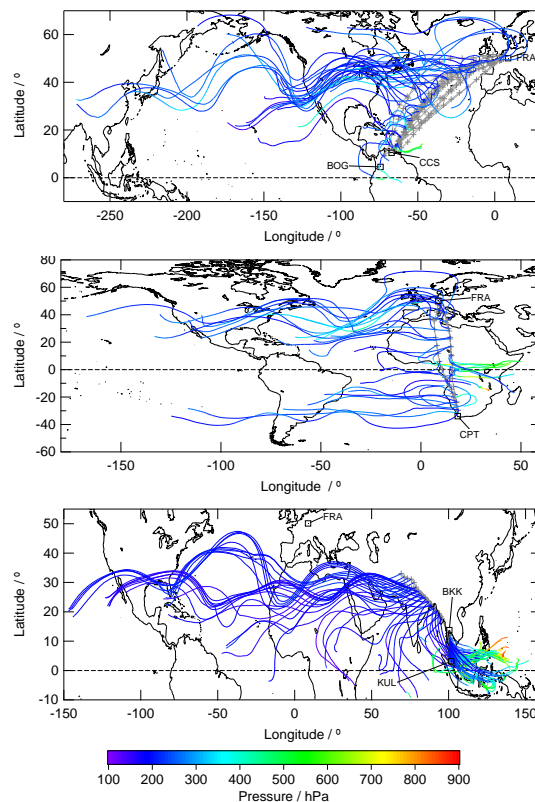 60
40
20
0
Latitude / º
FRA
BOG
CCS
-250 -200 -150 -100 -50 0
Longitude / º
80
60
40
20
0
-20
-40
-60
Latitude / º
FRA
CPT
-150 -100 -50 0 50
Longitude / º
50
40
30
20
10
0
-10
Latitude / º
FRA
BKK
KUL
-150 -100 -50 0 50 100 150
Longitude / º
100 200 300 400 500 600 700 800 900
Pressure / hPa